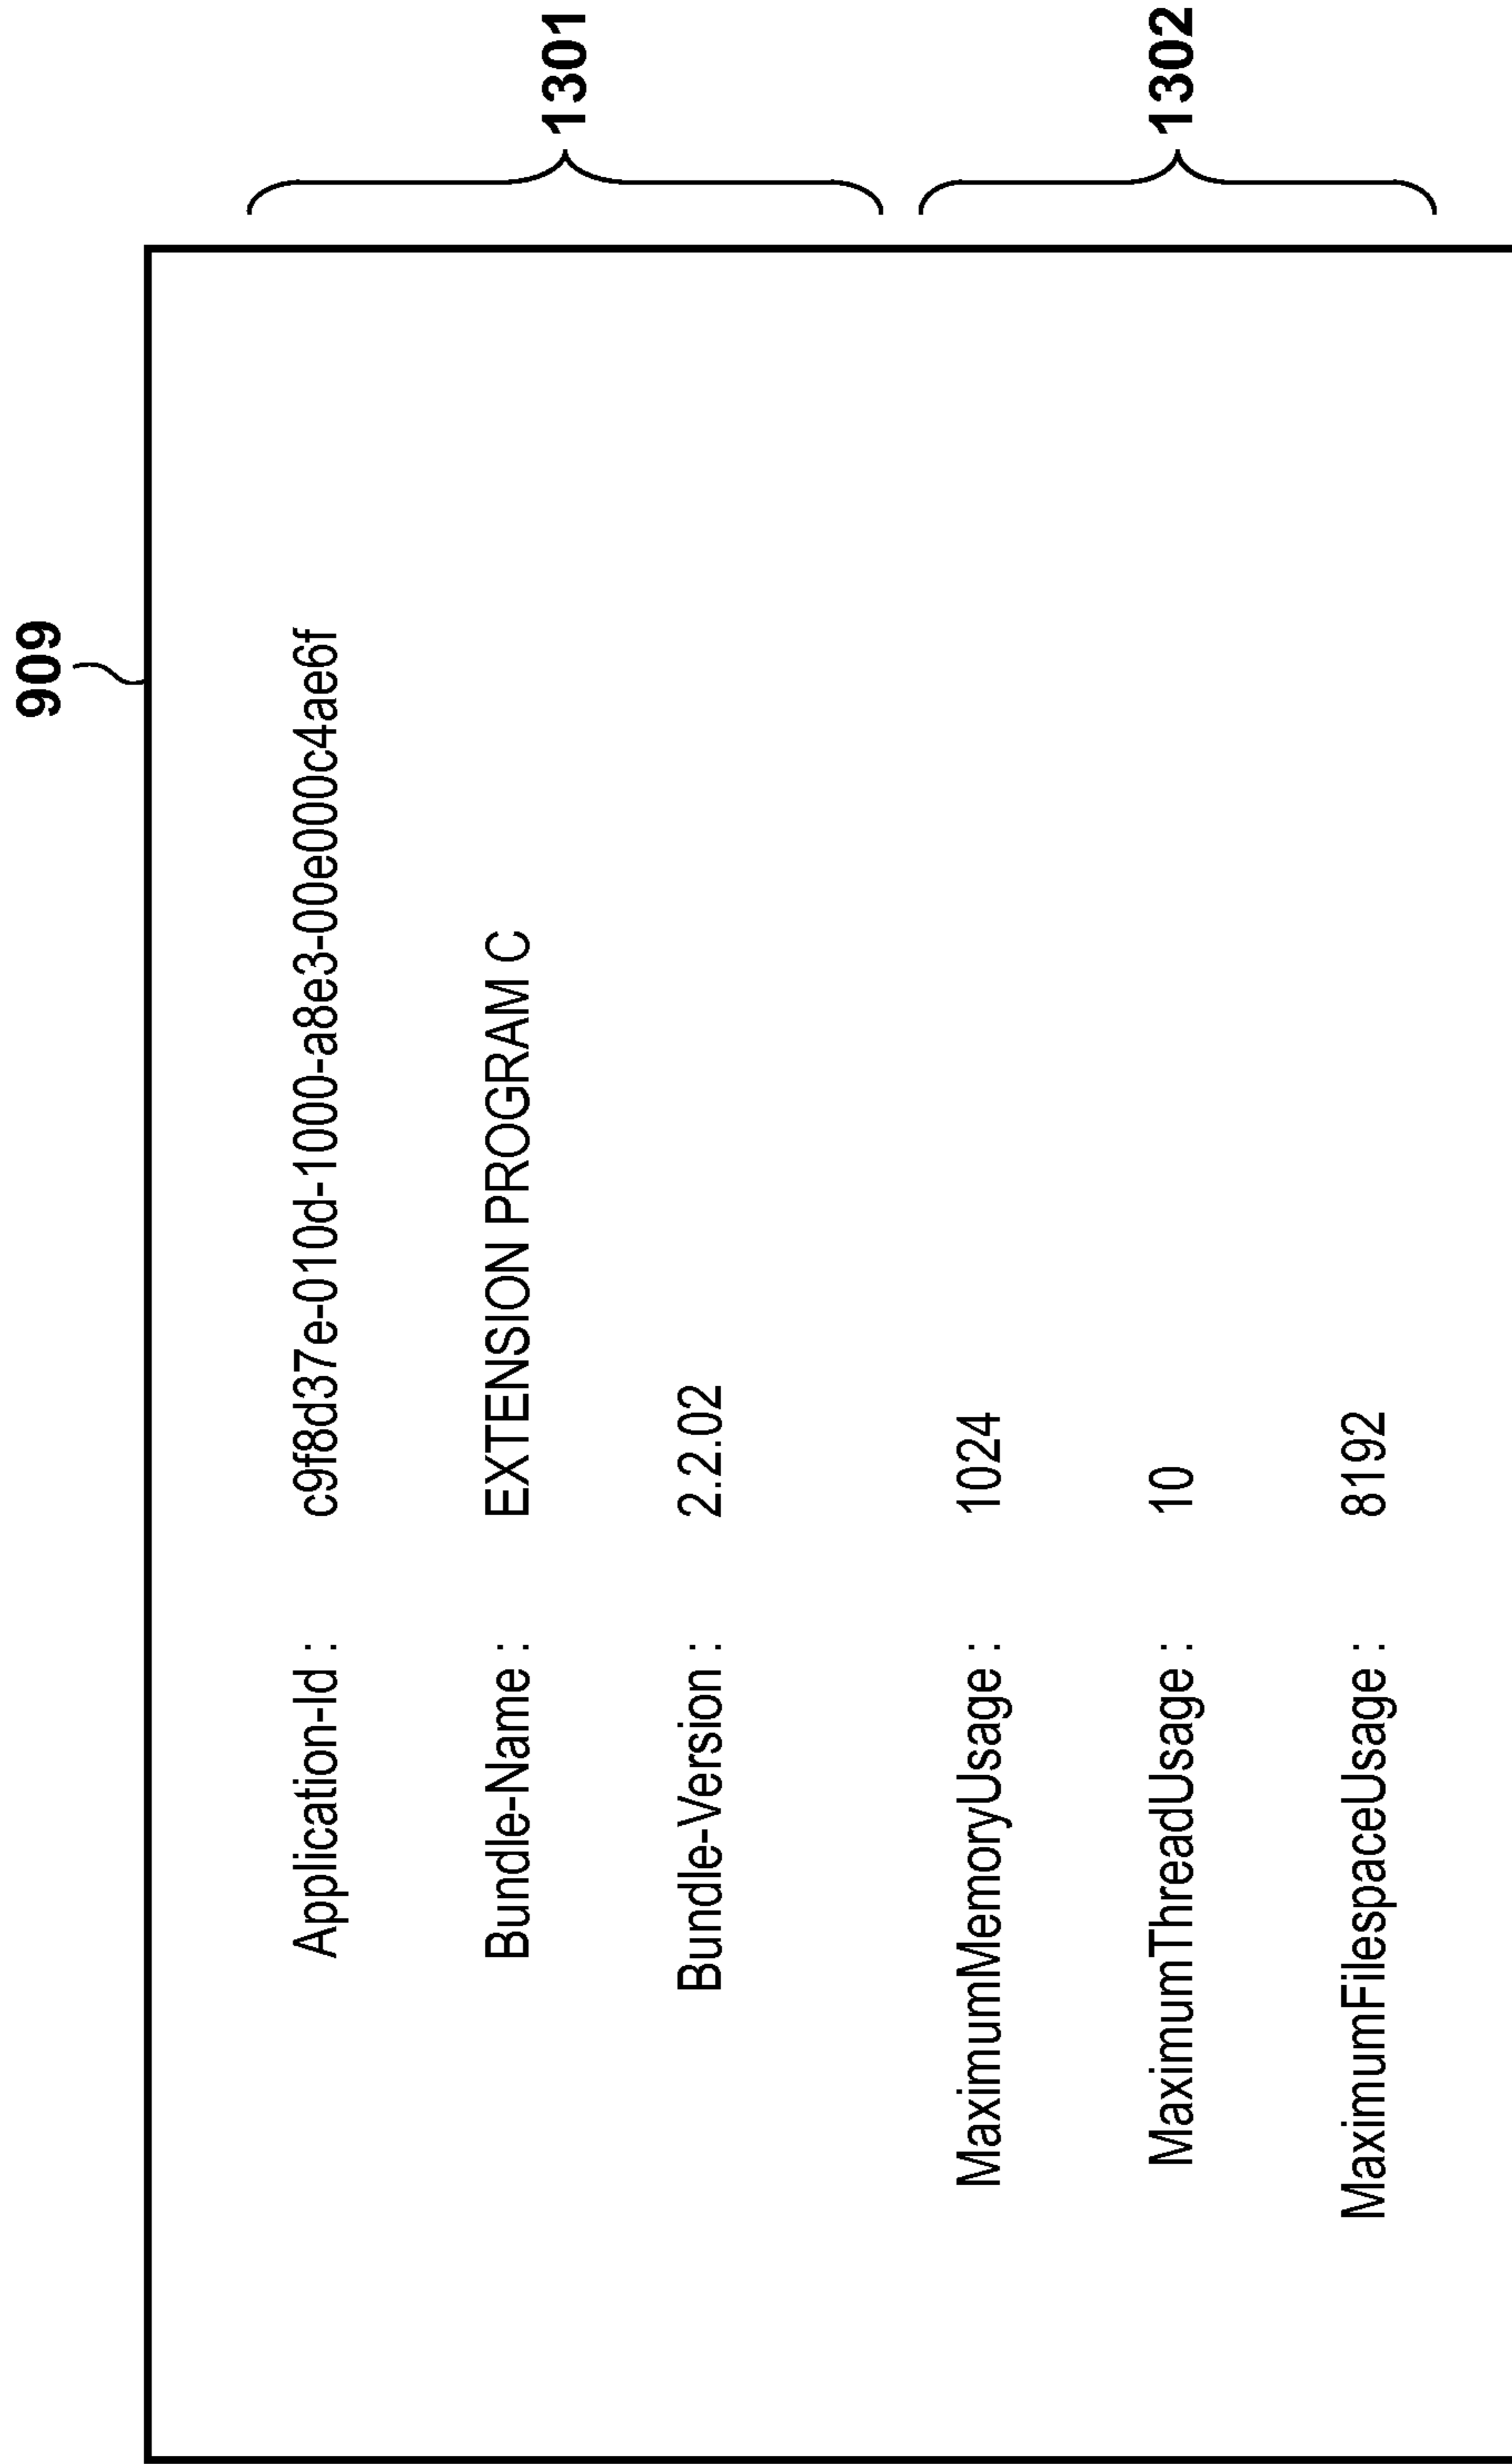 909
Application-Id : c9f8d37e-010d-1000-a8e3-00e000c4ae6f
Bundle-Name : EXTENSION PROGRAM C
Bundle-Version : 2.2.02
1301
MaximumMemoryUsage : 1024
MaximumThreadUsage : 10
MaximumFilespaceUsage : 8192
1302